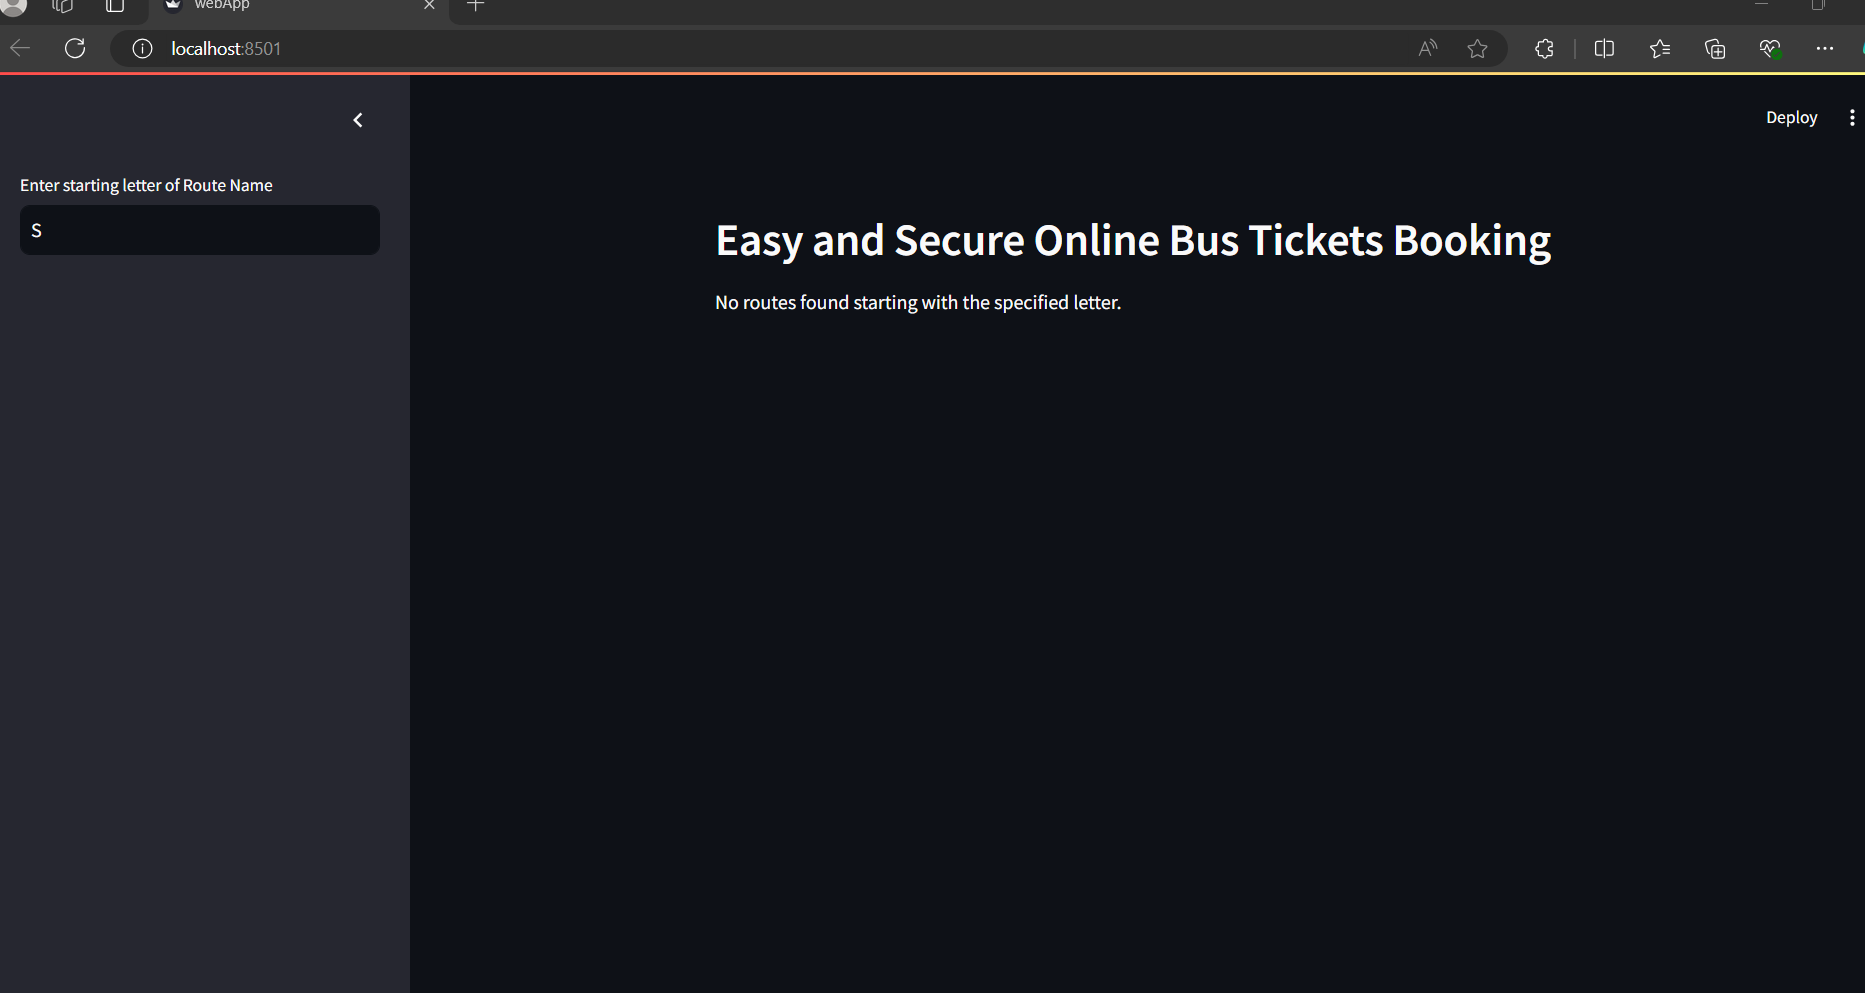 webApp
localhost:8501
Deploy
Enter starting letter of Route Name
S
Easy and Secure Online Bus Tickets Booking
No routes found starting with the specified letter.